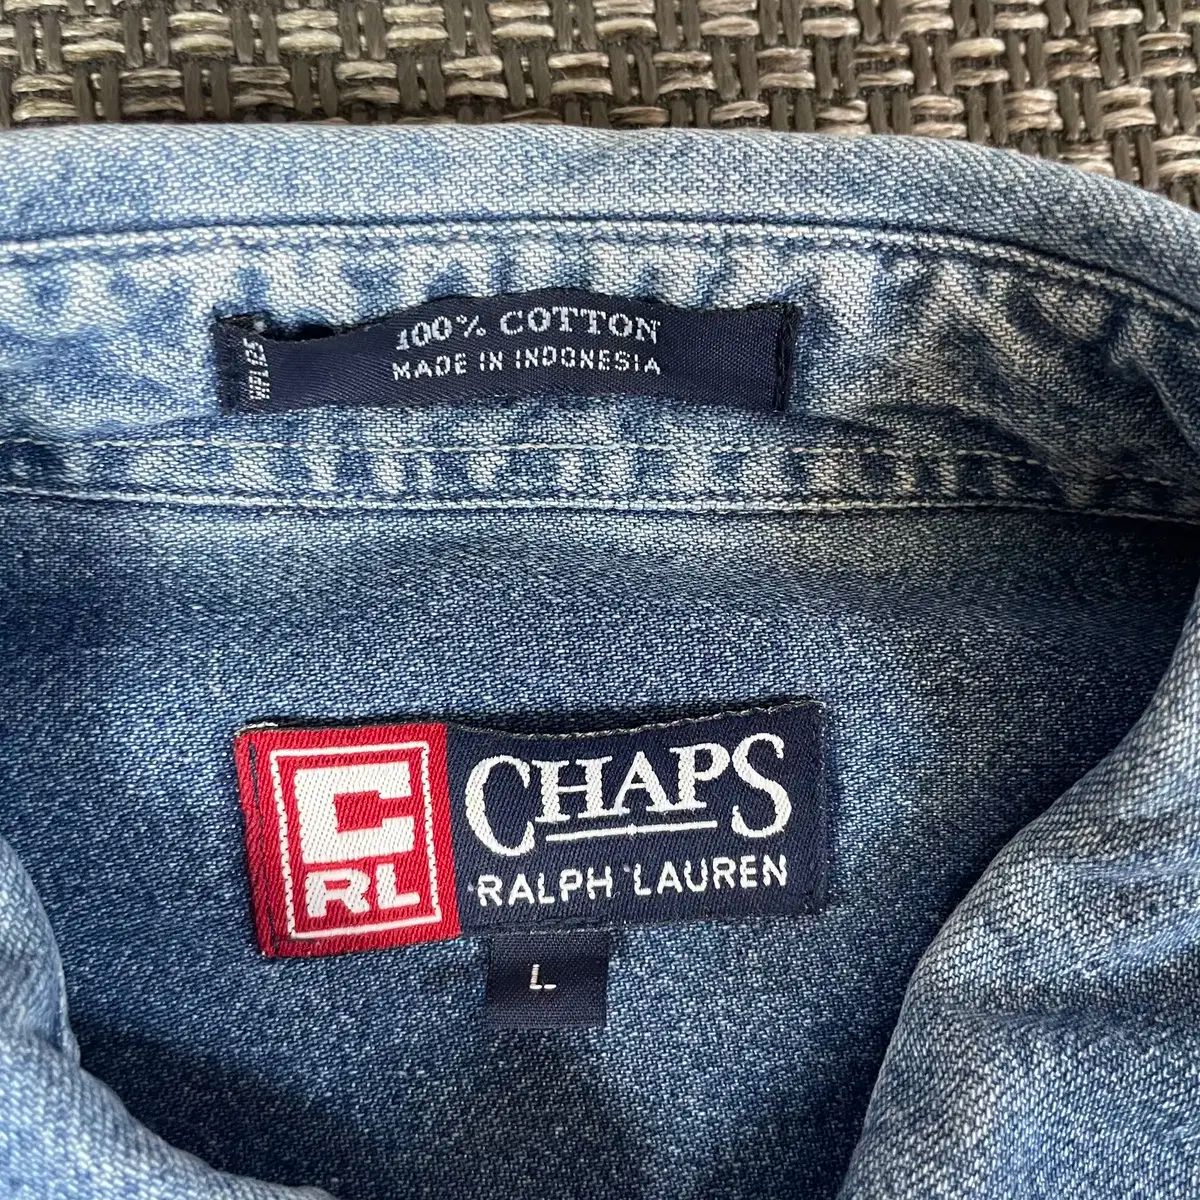 100% COTTON
MADE IN INDONESIA
C
RL
CHAPS
RALPH LAUREN
L